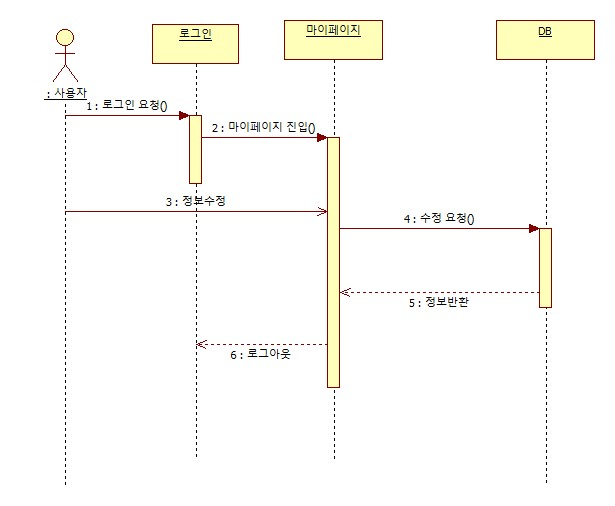 로그인
마이페이지
DB
: 사용자
1 : 로그인 요청()
2 : 마이페이지 진입()
3 : 정보수정
4 : 수정 요청()
5 : 정보반환
6 : 로그아웃